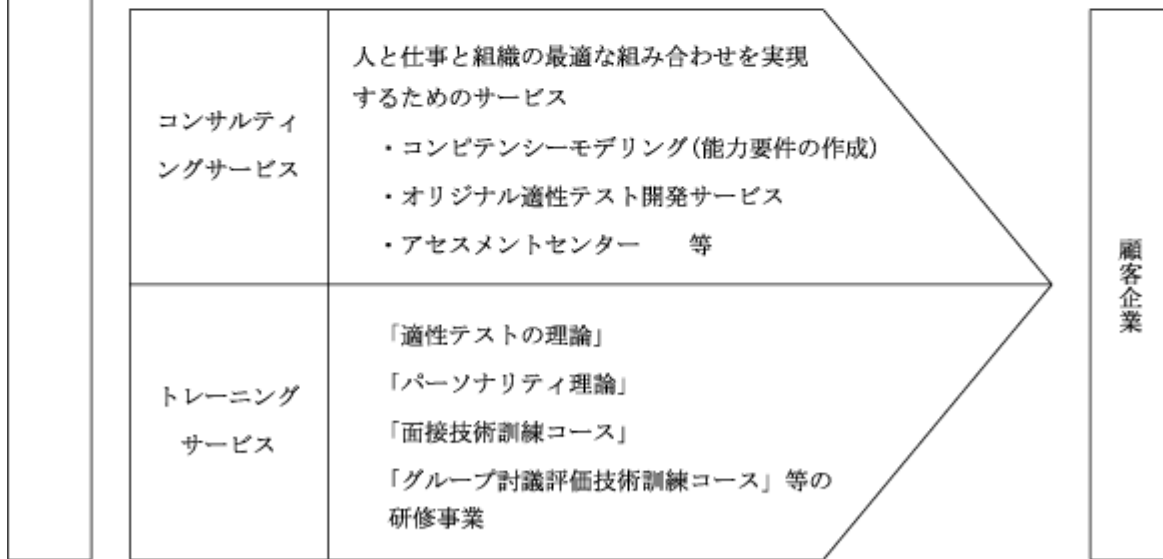 コンサルティ
ングサービス
人と仕事と組織の最適な組み合わせを実現
するためのサービス
・コンピテンシーモデリング(能力要件の作成)
・オリジナル適性テスト開発サービス
・アセスメントセンター　　等
トレーニング
サービス
「適性テストの理論」
「パーソナリティ理論」
「面接技術訓練コース」
「グループ討議評価技術訓練コース」等の
研修事業
顧客企業